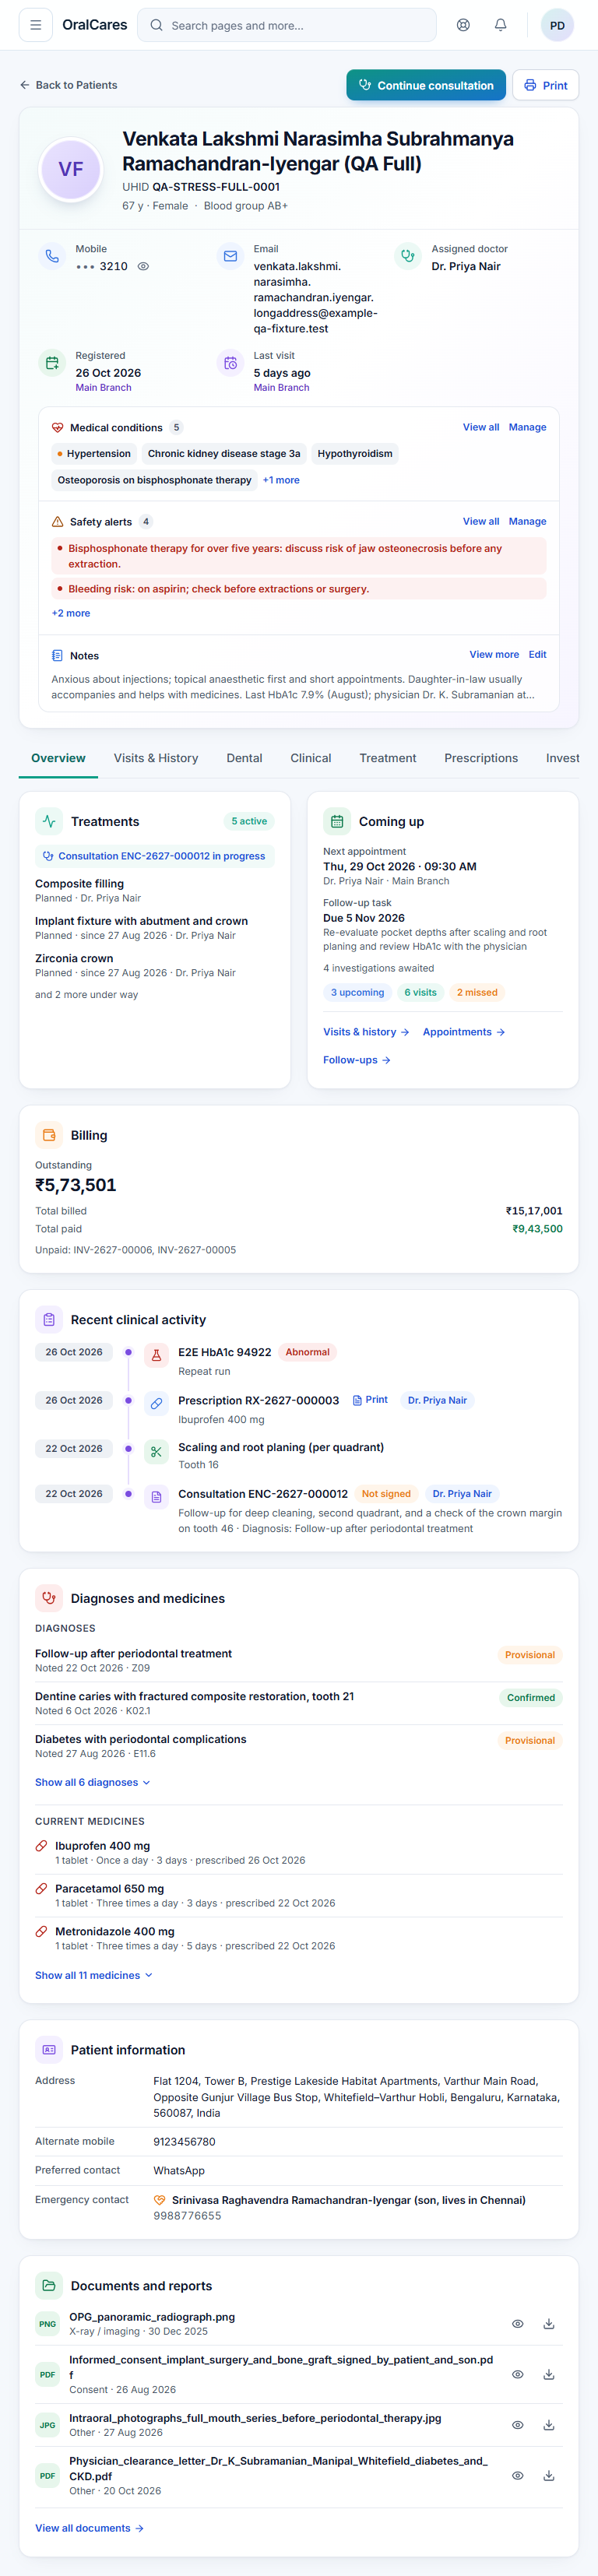 OralCares
Search pages and more...
PD
Back to Patients
Continue consultation
Print
VF
Venkata Lakshmi Narasimha Subrahmanya
Ramachandran-Iyengar (QA Full)
UHID QA-STRESS-FULL-0001
67 y · Female · Blood group AB+
Mobile
••• 3210
Email
venkata.lakshmi.
narasimha.
ramachandran.iyengar.
longaddress@example-
qa-fixture.test
Assigned doctor
Dr. Priya Nair
Registered
26 Oct 2026
Main Branch
Last visit
5 days ago
Main Branch
Medical conditions 5
View all Manage
Hypertension Chronic kidney disease stage 3a Hypothyroidism
Osteoporosis on bisphosphonate therapy +1 more
Safety alerts 4
View all Manage
Bisphosphonate therapy for over five years: discuss risk of jaw osteonecrosis before any
extraction.
Bleeding risk: on aspirin; check before extractions or surgery.
+2 more
Notes
View more Edit
Anxious about injections; topical anaesthetic first and short appointments. Daughter-in-law usually
accompanies and helps with medicines. Last HbA1c 7.9% (August); physician Dr. K. Subramanian at...
Overview Visits & History Dental Clinical Treatment Prescriptions Invest
Treatments
5 active
Consultation ENC-2627-000012 in progress
Composite filling
Planned · Dr. Priya Nair
Implant fixture with abutment and crown
Planned · since 27 Aug 2026 · Dr. Priya Nair
Zirconia crown
Planned · since 27 Aug 2026 · Dr. Priya Nair
and 2 more under way
Coming up
Next appointment
Thu, 29 Oct 2026 · 09:30 AM
Dr. Priya Nair · Main Branch
Follow-up task
Due 5 Nov 2026
Re-evaluate pocket depths after scaling and root
planing and review HbA1c with the physician
4 investigations awaited
3 upcoming 6 visits 2 missed
Visits & history Appointments
Follow-ups
Billing
Outstanding
₹5,73,501
Total billed ₹15,17,001
Total paid ₹9,43,500
Unpaid: INV-2627-00006, INV-2627-00005
Recent clinical activity
26 Oct 2026 E2E HbA1c 94922 Abnormal
Repeat run
26 Oct 2026 Prescription RX-2627-000003 Print Dr. Priya Nair
Ibuprofen 400 mg
22 Oct 2026 Scaling and root planing (per quadrant)
Tooth 16
22 Oct 2026 Consultation ENC-2627-000012 Not signed Dr. Priya Nair
Follow-up for deep cleaning, second quadrant, and a check of the crown margin
on tooth 46 · Diagnosis: Follow-up after periodontal treatment
Diagnoses and medicines
DIAGNOSES
Follow-up after periodontal treatment Provisional
Noted 22 Oct 2026 · Z09
Dentine caries with fractured composite restoration, tooth 21 Confirmed
Noted 6 Oct 2026 · K02.1
Diabetes with periodontal complications Provisional
Noted 27 Aug 2026 · E11.6
Show all 6 diagnoses
CURRENT MEDICINES
Ibuprofen 400 mg
1 tablet · Once a day · 3 days · prescribed 26 Oct 2026
Paracetamol 650 mg
1 tablet · Three times a day · 3 days · prescribed 22 Oct 2026
Metronidazole 400 mg
1 tablet · Three times a day · 5 days · prescribed 22 Oct 2026
Show all 11 medicines
Patient information
Address Flat 1204, Tower B, Prestige Lakeside Habitat Apartments, Varthur Main Road,
Opposite Gunjur Village Bus Stop, Whitefield–Varthur Hobli, Bengaluru, Karnataka,
560087, India
Alternate mobile 9123456780
Preferred contact WhatsApp
Emergency contact Srinivasa Raghavendra Ramachandran-Iyengar (son, lives in Chennai)
9988776655
Documents and reports
PNG OPG_panoramic_radiograph.png
X-ray / imaging · 30 Dec 2025
PDF Informed_consent_implant_surgery_and_bone_graft_signed_by_patient_and_son.pd
f
Consent · 26 Aug 2026
JPG Intraoral_photographs_full_mouth_series_before_periodontal_therapy.jpg
Other · 27 Aug 2026
PDF Physician_clearance_letter_Dr_K_Subramanian_Manipal_Whitefield_diabetes_and_
CKD.pdf
Other · 20 Oct 2026
View all documents